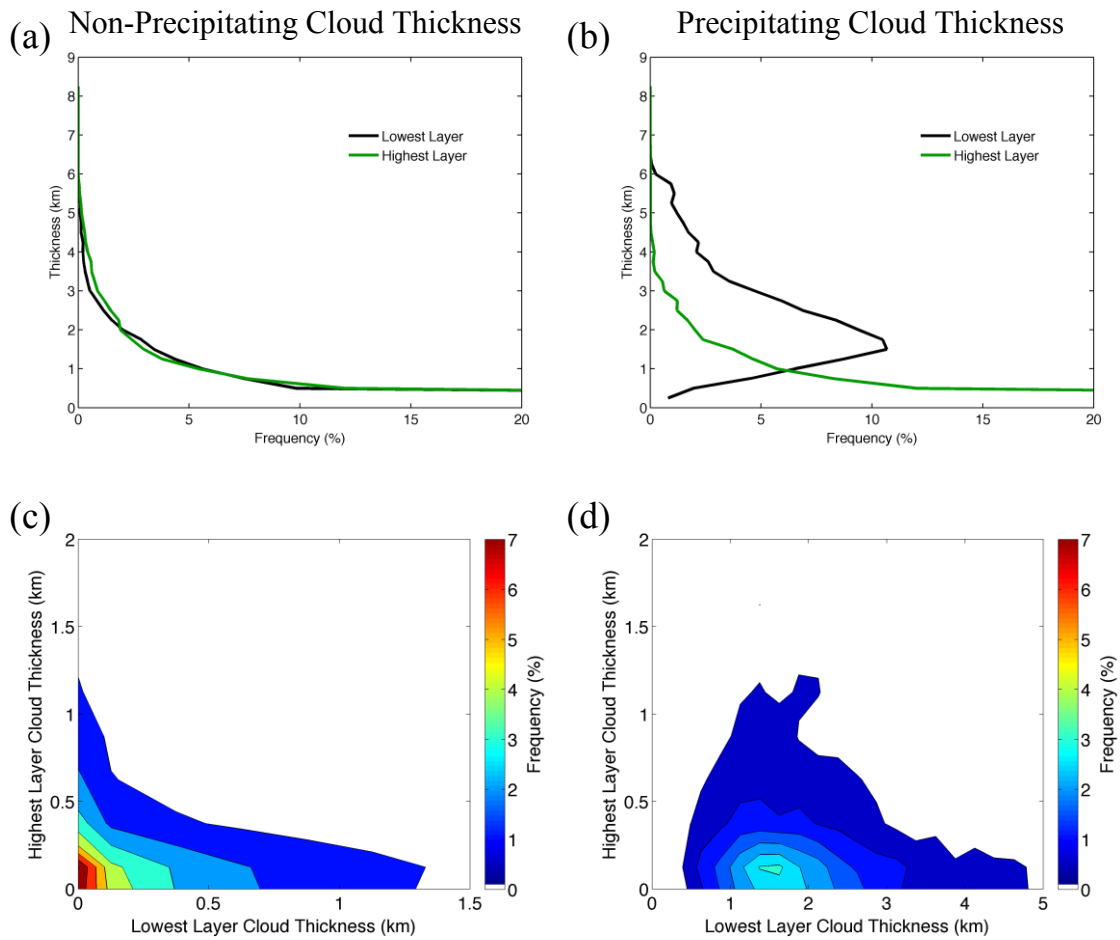 (a) Non-Precipitating Cloud Thickness
(b) Precipitating Cloud Thickness
9
8
7
6
5
4
3
2
1
0
Thickness (km)
Lowest Layer
Highest Layer
0 5 10 15 20
Frequency (%)
9
8
7
6
5
4
3
2
1
0
Thickness (km)
Lowest Layer
Highest Layer
0 5 10 15 20
Frequency (%)
(c)
2
1.5
1
0.5
0
Highest Layer Cloud Thickness (km)
0 0.5 1 1.5
Lowest Layer Cloud Thickness (km)
7
6
5
4
3
2
1
0
Frequency (%)
(d)
2
1.5
1
0.5
0
Highest Layer Cloud Thickness (km)
0 1 2 3 4 5
Lowest Layer Cloud Thickness (km)
7
6
5
4
3
2
1
0
Frequency (%)